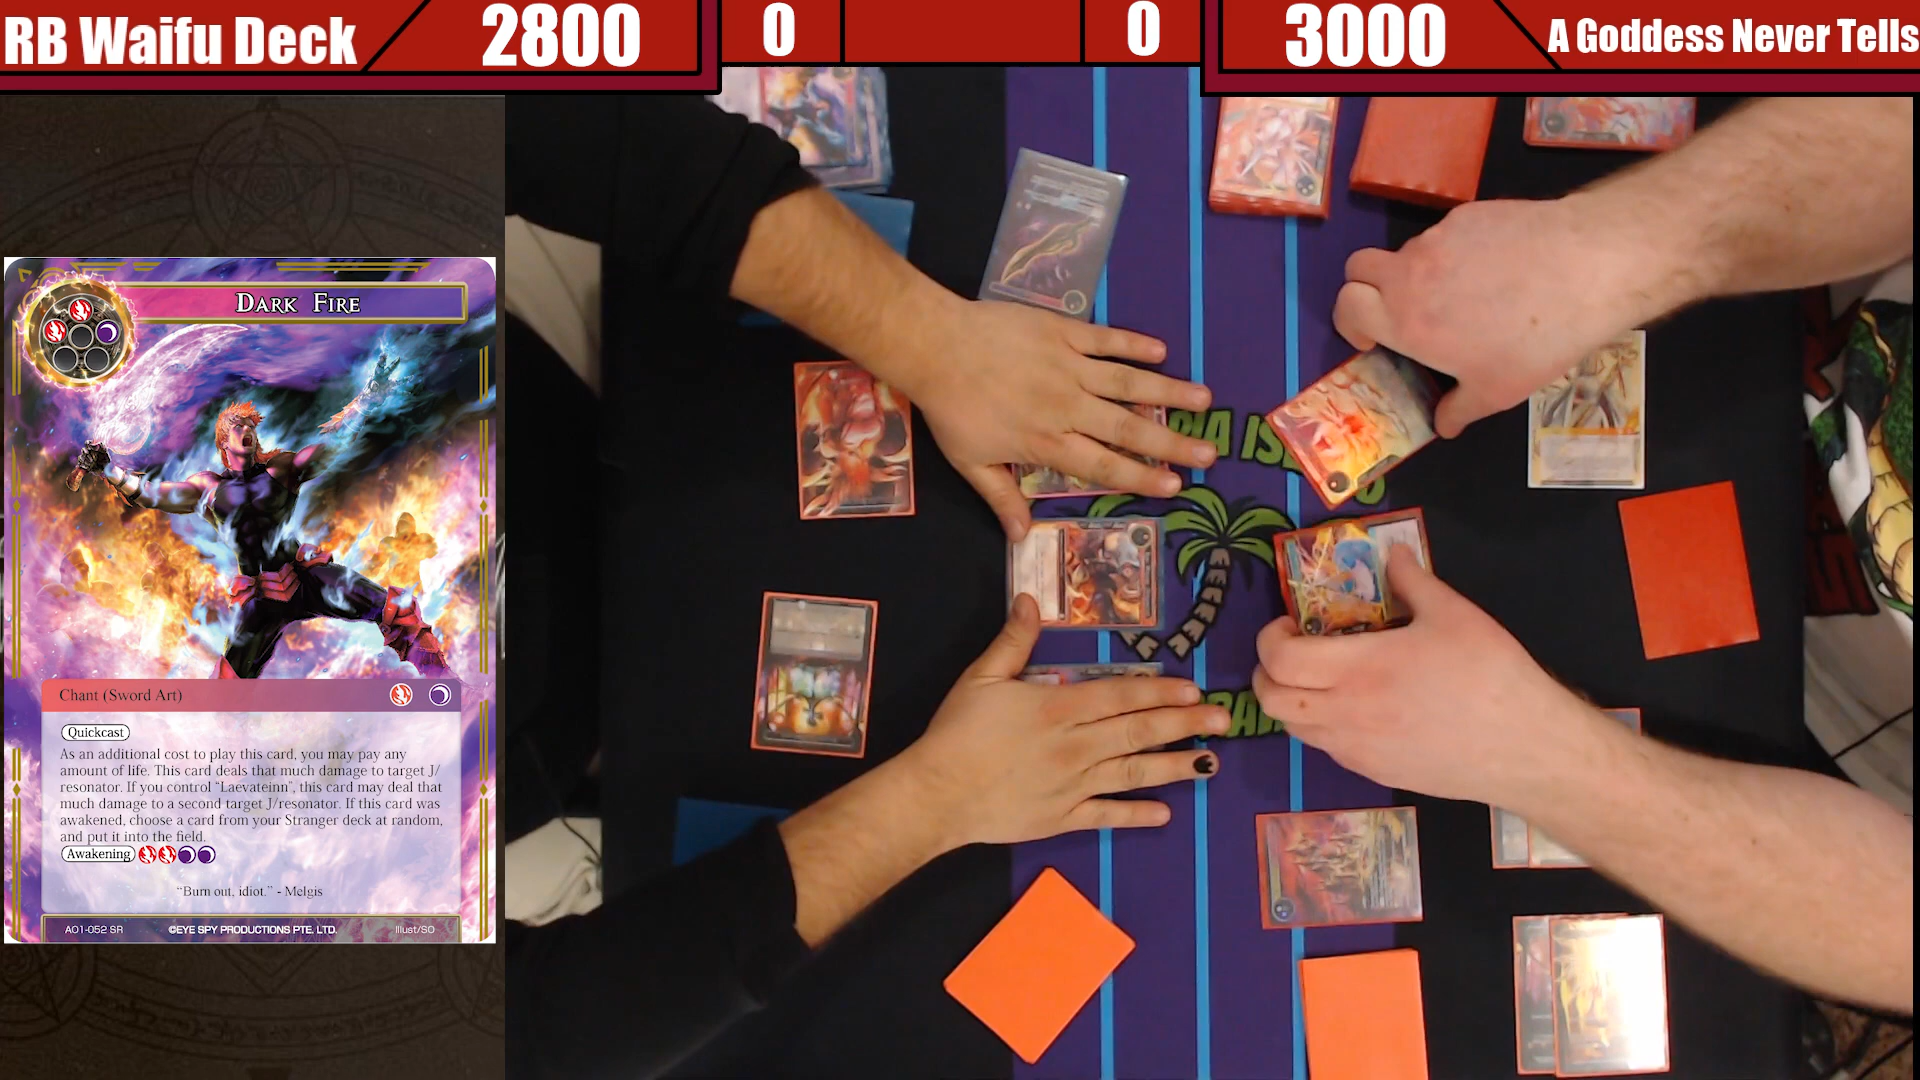 RB Waifu Deck
2800
0
0
3000
A Goddess Never Tells
Dark Fire
Chant (Sword Art)
Quickcast
As an additional cost to play this card, you may pay any
amount of life. This card deals that much damage to target J/
resonator. If you control “Laevateinn”, this card may deal that
much damage to a second target J/resonator. If this card was
awakened, choose a card from your Stranger deck at random,
and put it into the field.
Awakening
“Burn out, idiot.” - Melgis
AO1-052 SR ©EYE SPY PRODUCTIONS PTE. LTD. Illust/SO